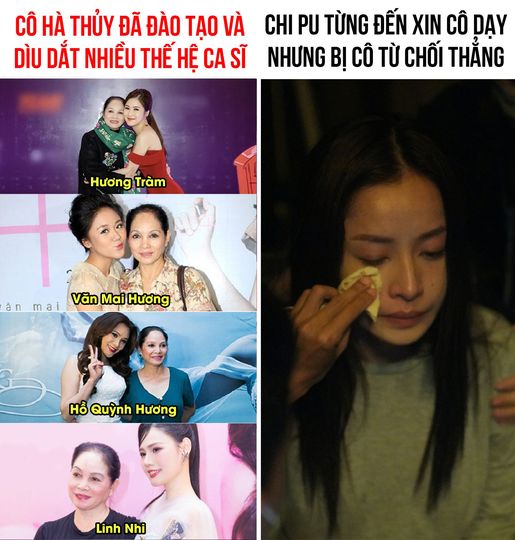 CÔ HÀ THỦY ĐÃ ĐÀO TẠO VÀ
DÌU DẮT NHIỀU THẾ HỆ CA SĨ
CHI PU TỪNG ĐẾN XIN CÔ DẠY
NHƯNG BỊ CÔ TỪ CHỐI THẲNG
Hương Tràm
Văn Mai Hương
Hồ Quỳnh Hương
Linh Nhi